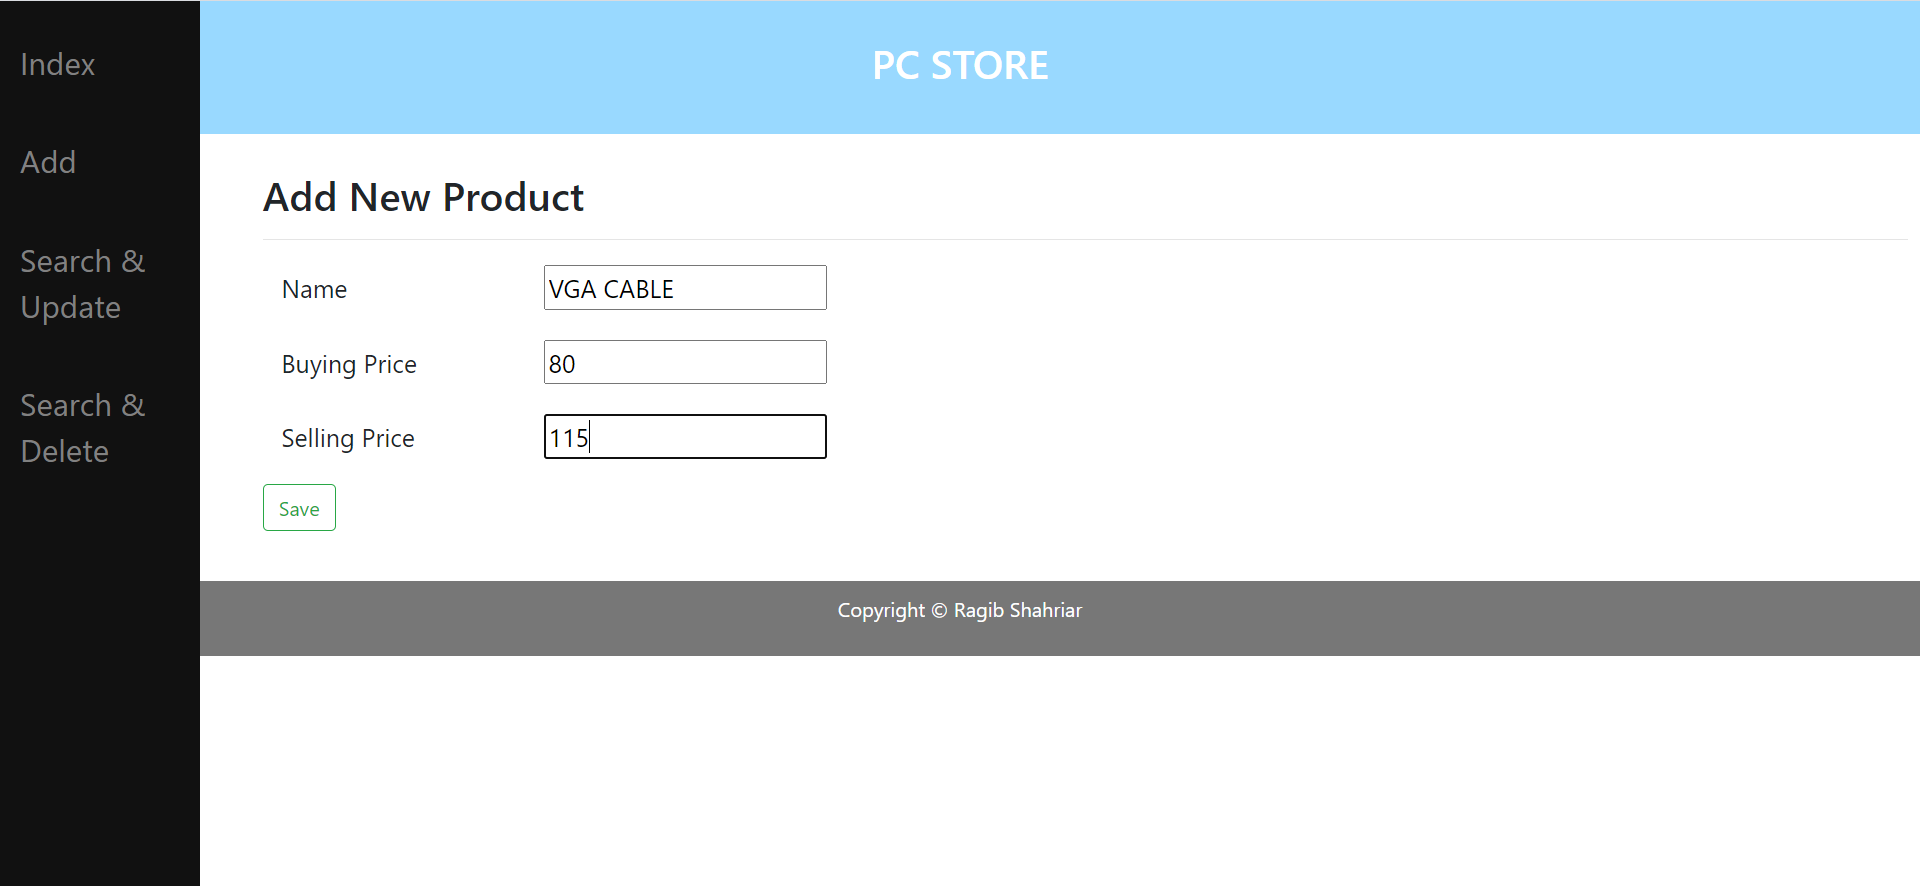 Index
Add
Search &
Update
Search &
Delete
PC STORE
Add New Product
Name VGA CABLE
Buying Price 80
Selling Price 115
Save
Copyright © Ragib Shahriar